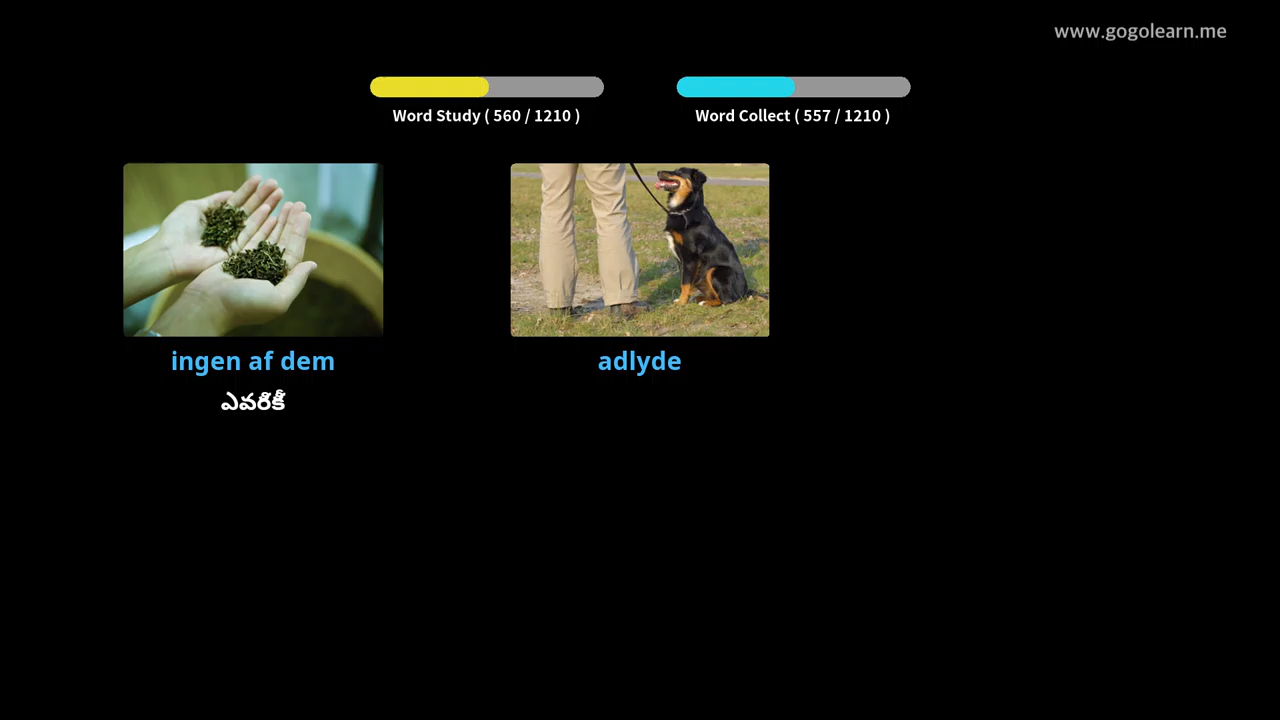 www.gogolearn.me
Word Study ( 560 / 1210 )
Word Collect ( 557 / 1210 )
ingen af dem
adlyde
ఎవరికీ